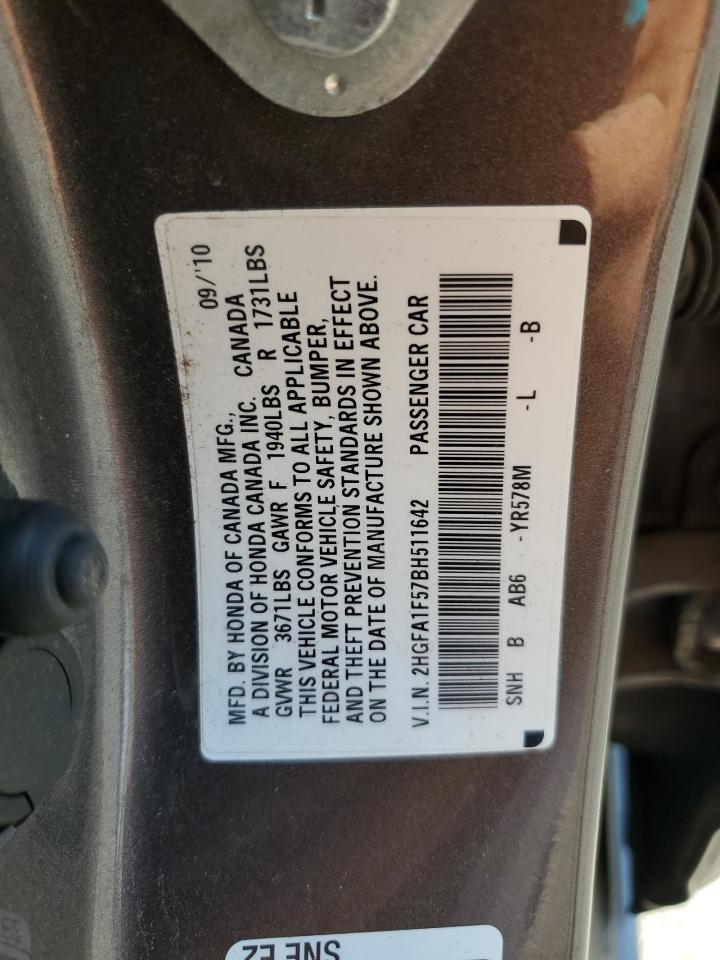 MFD. BY HONDA OF CANADA MFG., 09/'10
A DIVISION OF HONDA CANADA INC. CANADA
GVWR 3671LBS GAWR F 1940LBS R 1731LBS
THIS VEHICLE CONFORMS TO ALL APPLICABLE
FEDERAL MOTOR VEHICLE SAFETY, BUMPER,
AND THEFT PREVENTION STANDARDS IN EFFECT
ON THE DATE OF MANUFACTURE SHOWN ABOVE.
V.I.N. 2HGFA1F57BH511642 PASSENGER CAR
SNH B AB6 -YR578M -L -B
SNE EZ